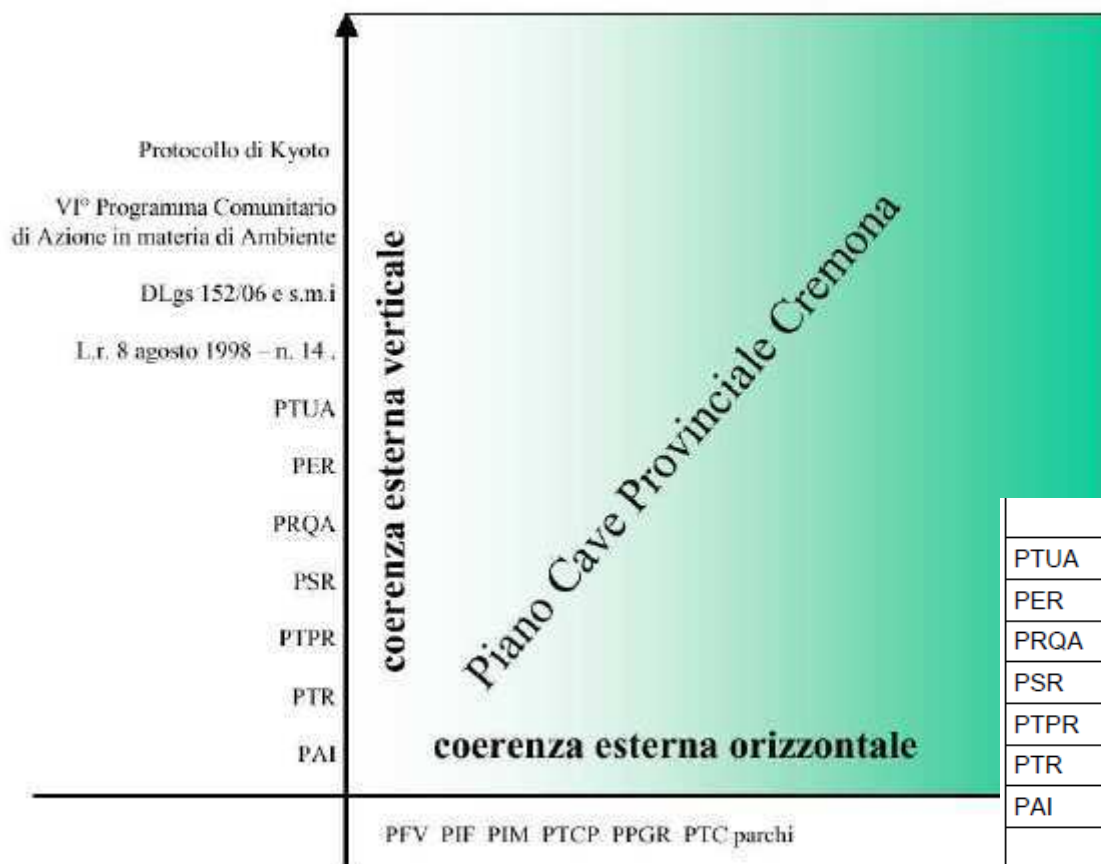 Protocollo di Kyoto
VI° Programma Comunitario
di Azione in materia di Ambiente
DLgs 152/06 e s.m.i
L.r. 8 agosto 1998 – n. 14 .
PTUA
PER
PRQA
PSR
PTPR
PTR
PAI
coerenza esterna verticale
Piano Cave Provinciale Cremona
coerenza esterna orizzontale
PFV PIF PIM PTCP PPGR PTC parchi
PTUA
PER
PRQA
PSR
PTPR
PTR
PAI